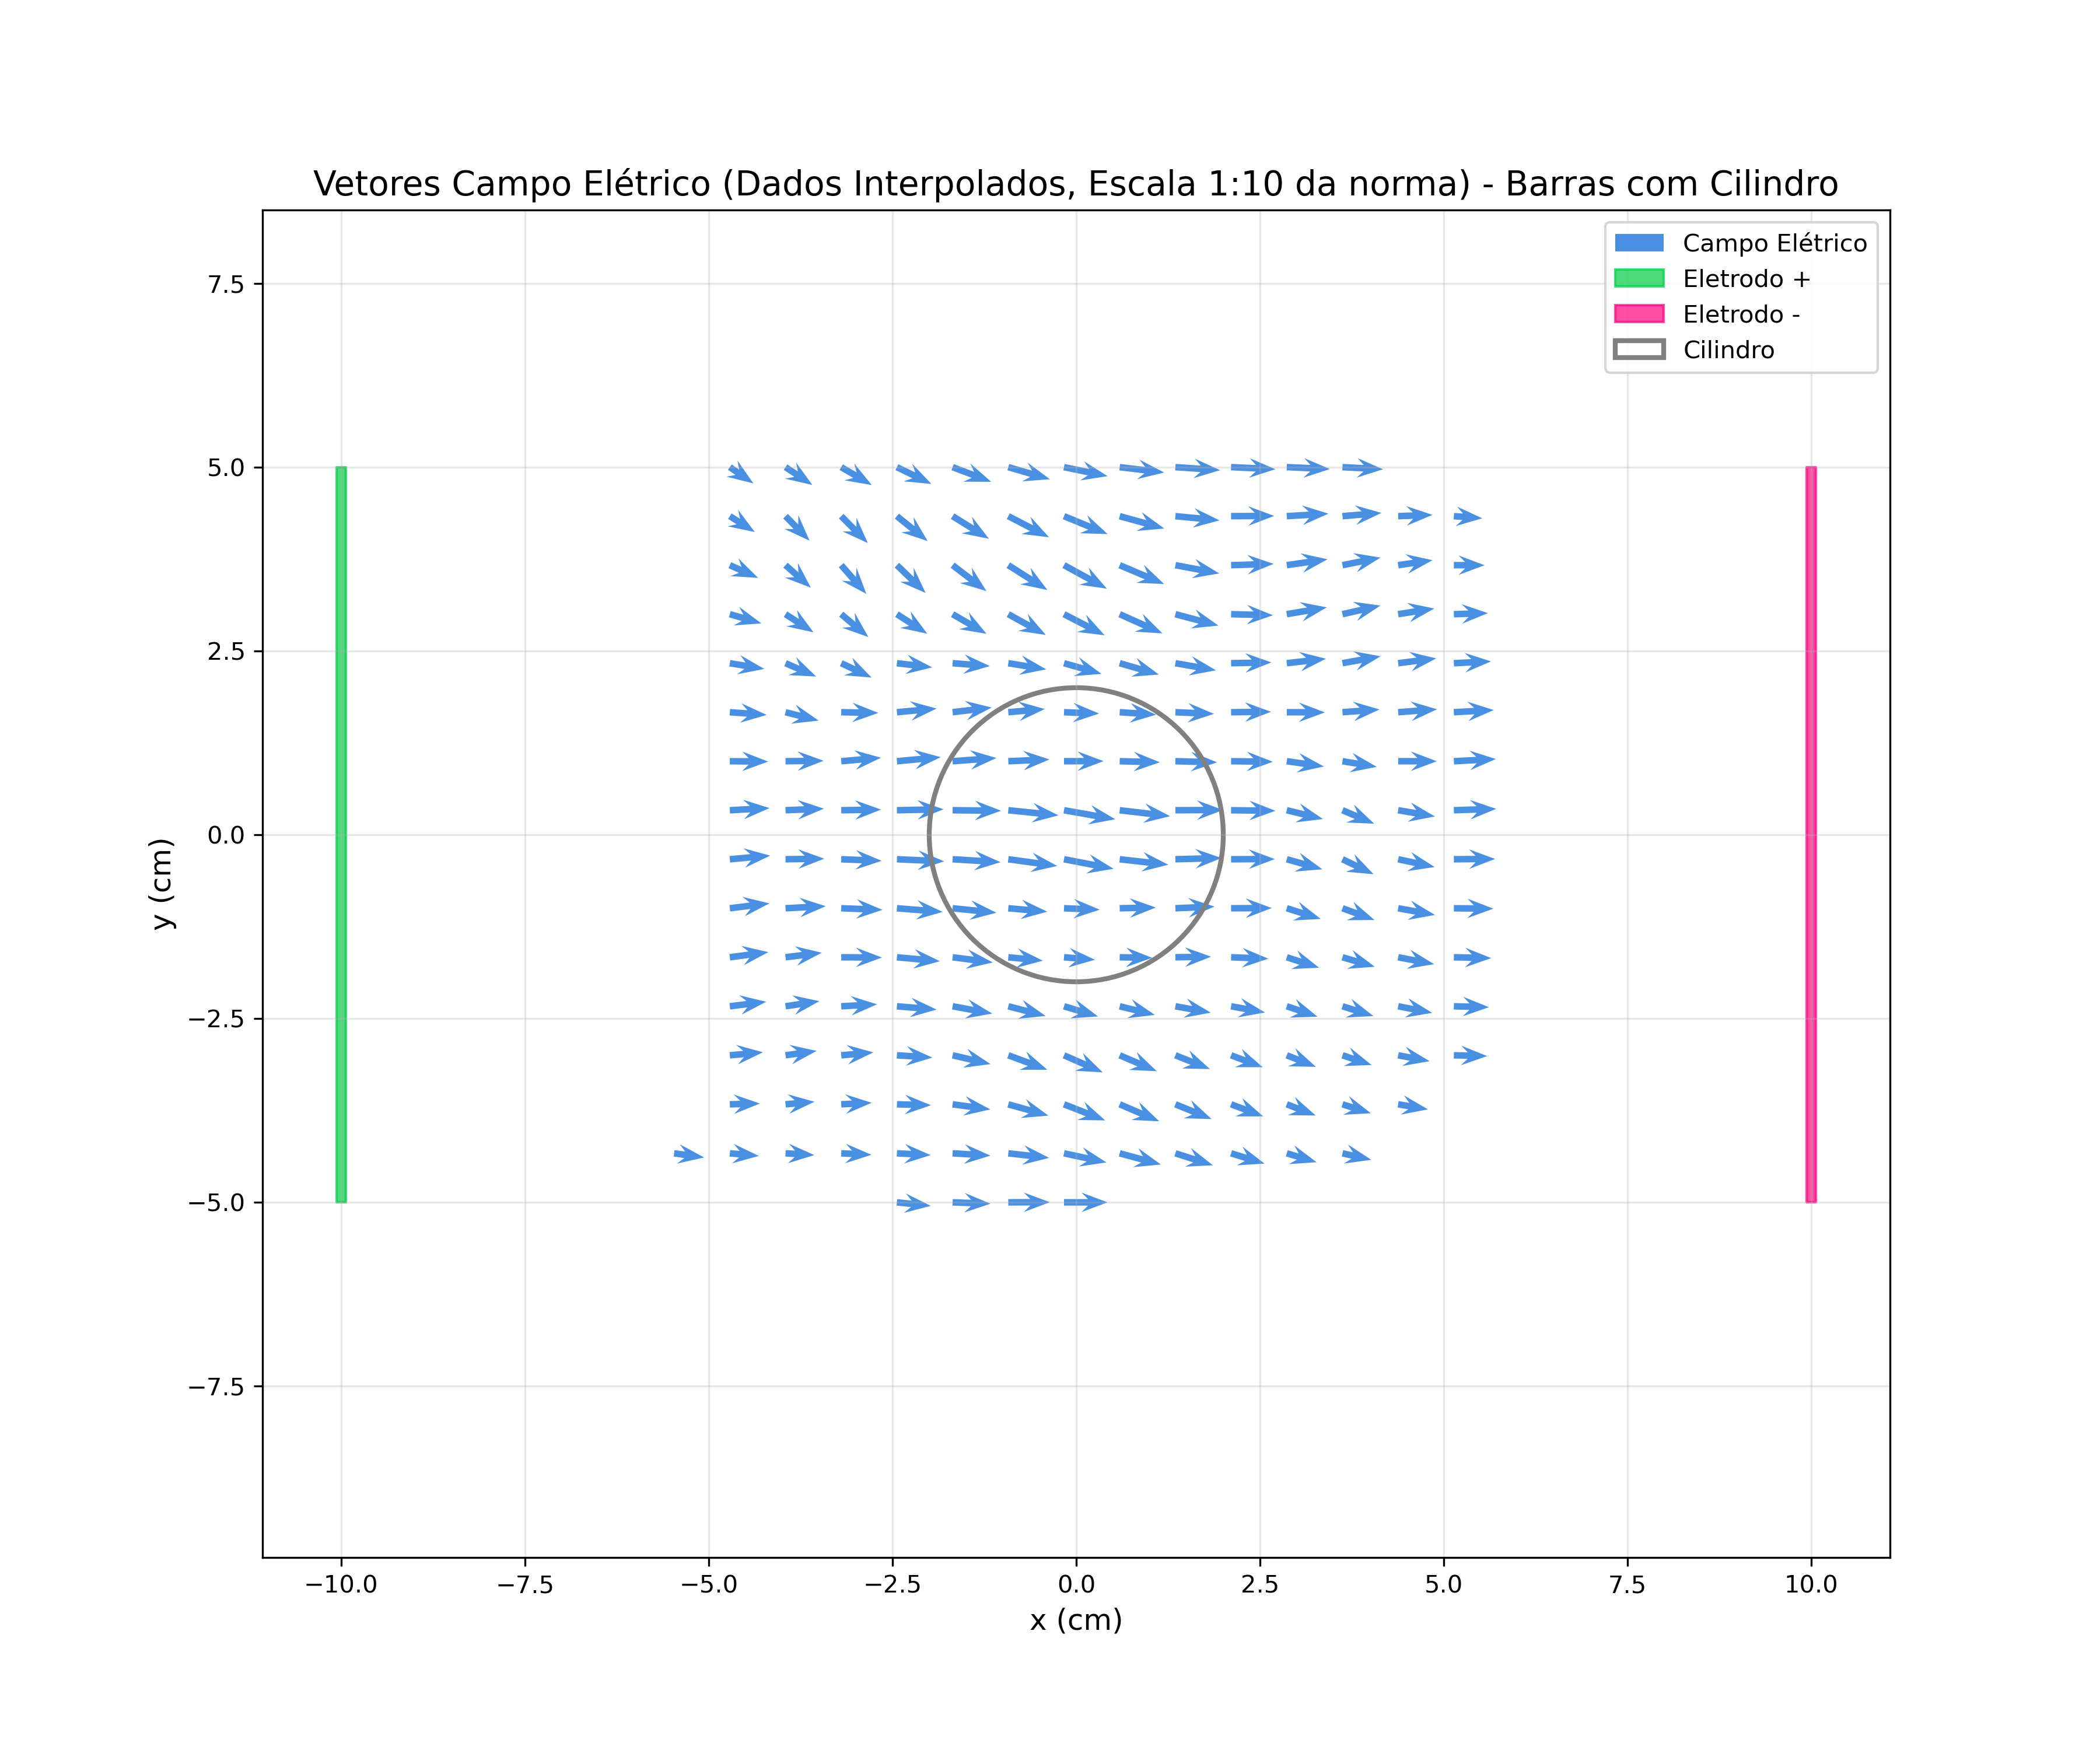 Vetores Campo Elétrico (Dados Interpolados, Escala 1:10 da norma) - Barras com Cilindro
Campo Elétrico
Eletrodo +
Eletrodo -
Cilindro
7.5
5.0
2.5
0.0
−2.5
−5.0
−7.5
y (cm)
−10.0 −7.5 −5.0 −2.5 0.0 2.5 5.0 7.5 10.0
x (cm)